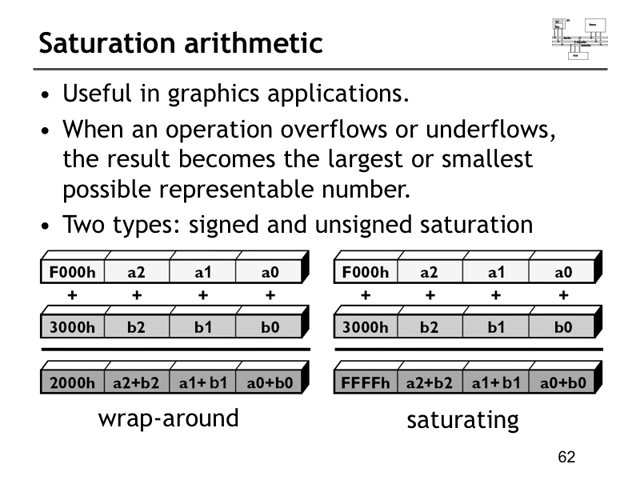 Saturation arithmetic
• Useful in graphics applications.
• When an operation overflows or underflows,
the result becomes the largest or smallest
possible representable number.
• Two types: signed and unsigned saturation
F000h a2 a1 a0
+ + + +
3000h b2 b1 b0
2000h a2+b2 a1+b1 a0+b0
wrap-around
F000h a2 a1 a0
+ + + +
3000h b2 b1 b0
FFFFh a2+b2 a1+b1 a0+b0
saturating
62